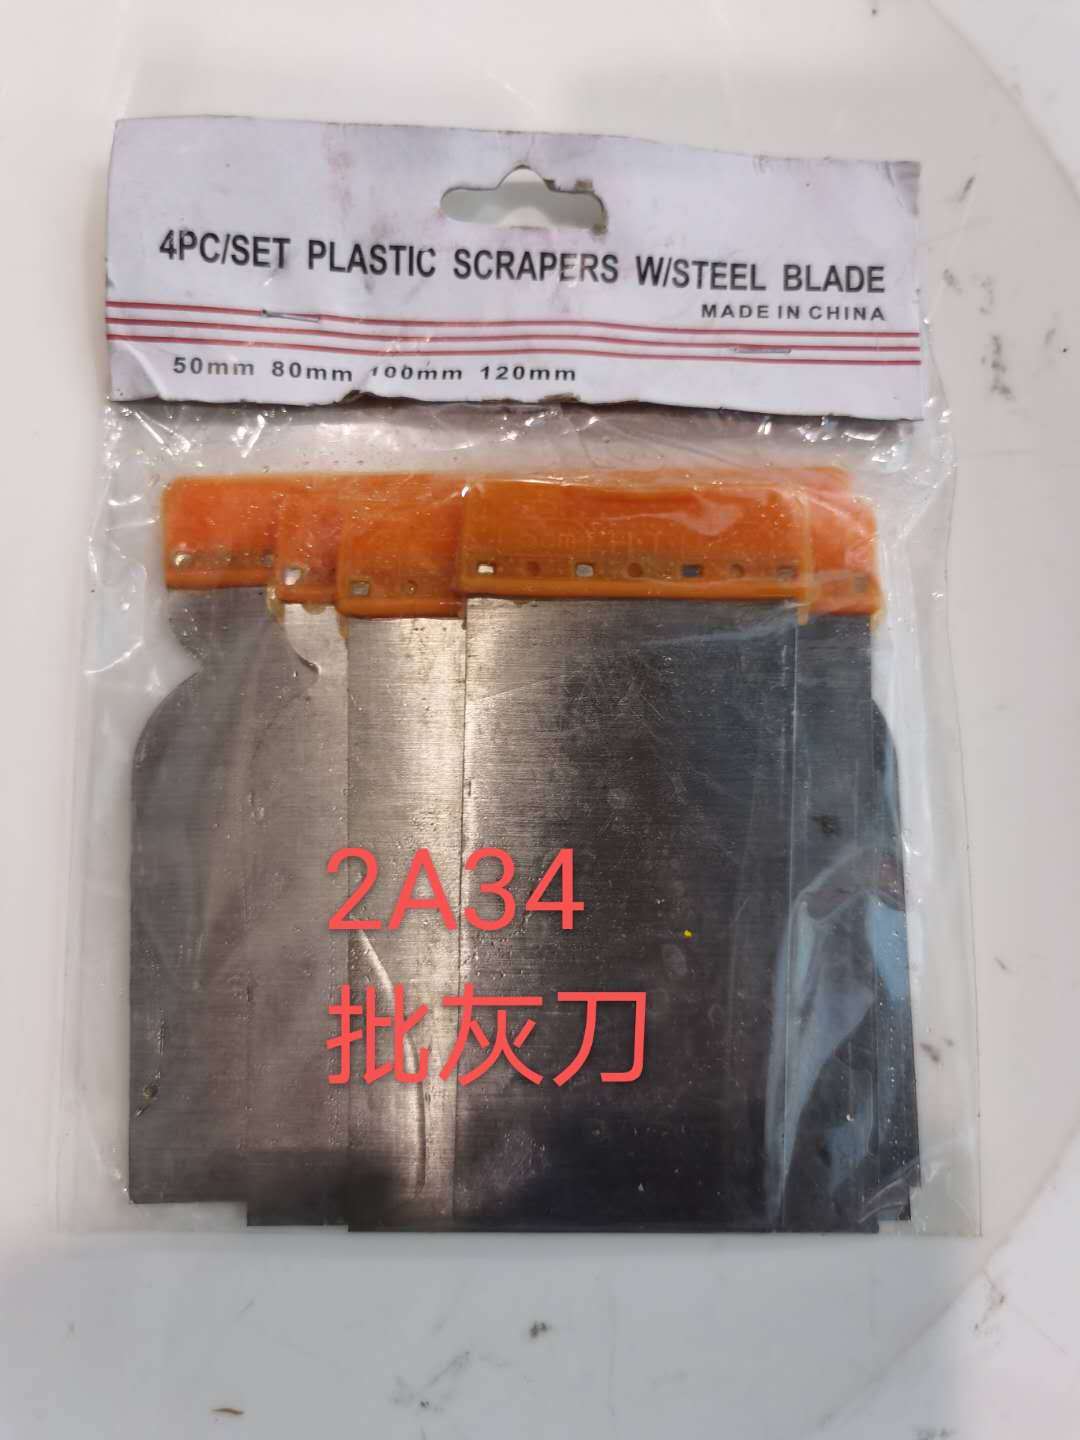 4PC/SET PLASTIC SCRAPERS W/STEEL BLADE
MADE IN CHINA
50mm 80mm 100mm 120mm
2A34
批灰刀